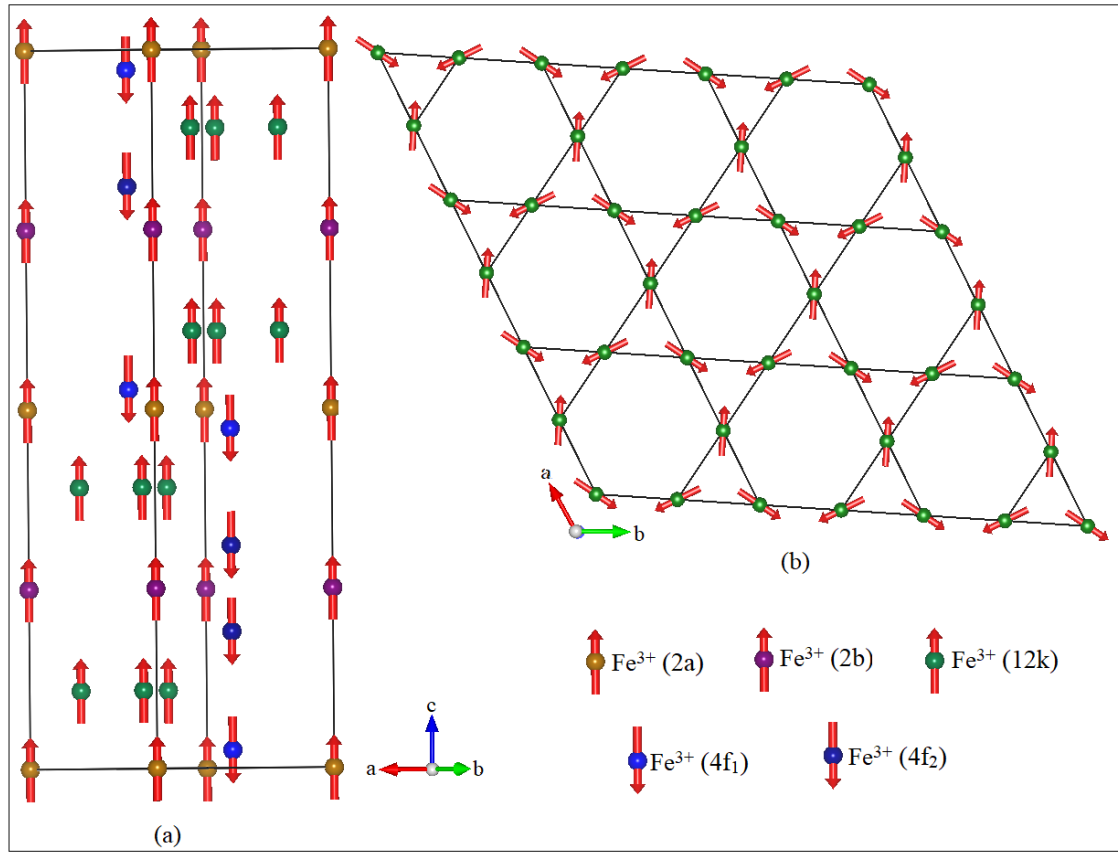 a
b
(b)
Fe³⁺ (2a)
Fe³⁺ (2b)
Fe³⁺ (12k)
c
a
b
Fe³⁺ (4f₁)
Fe³⁺ (4f₂)
(a)